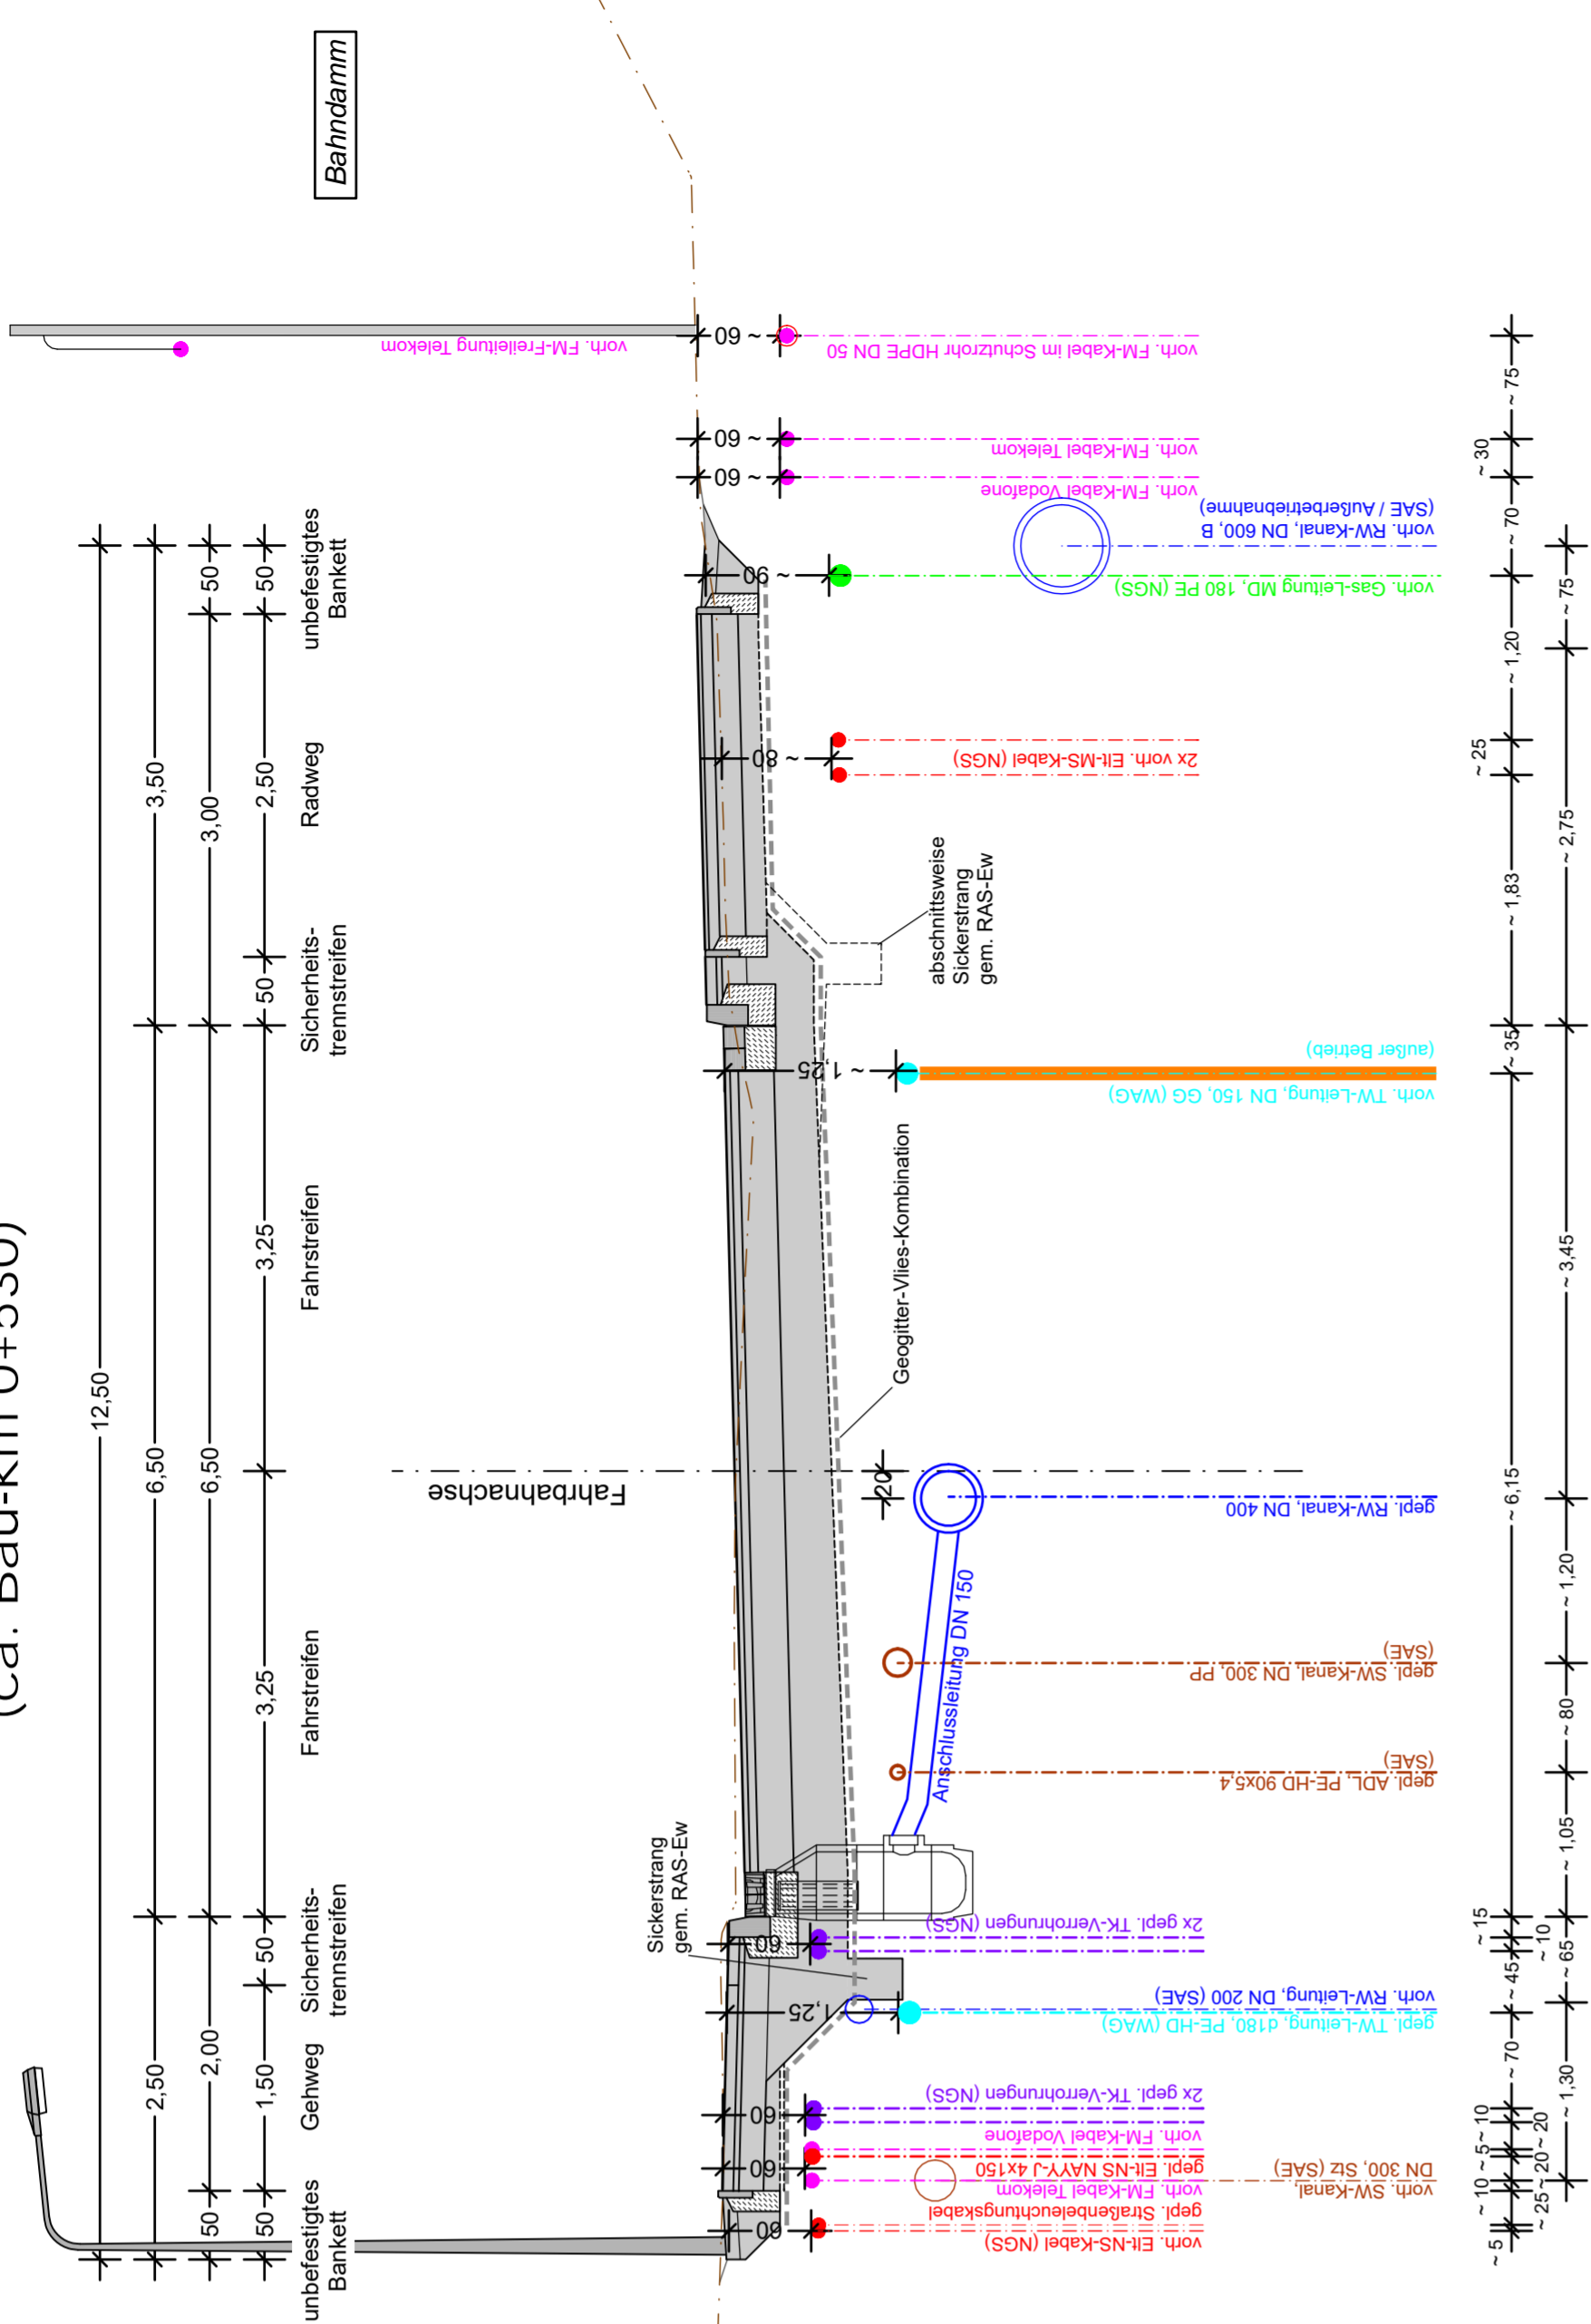 (ca. Bau-km 0+530)
12,50
2,50
6,50
3,50
50
2,00
6,50
3,00
50
50
1,50
50
3,25
3,25
50
2,50
50
unbefestigtes
Bankett
Gehweg
Sicherheits-
trennstreifen
Fahrstreifen
Fahrstreifen
Sicherheits-
trennstreifen
Radweg
unbefestigtes
Bankett
Bahndamm
vorh. FM-Freileitung Telekom
Fahrbahnachse
Sickerstrang
gem. RAS-Ew
60
60
60
1,25
60
20
~ 1,25
~ 80
~ 90
~ 60
~ 60
~ 60
Geogitter-Vlies-Kombination
abschnittsweise
Sickerstrang
gem. RAS-Ew
Anschlussleitung DN 150
vorh. FM-Kabel im Schutzrohr HDPE DN 50
vorh. FM-Kabel Telekom
vorh. FM-Kabel Vodafone
vorh. RW-Kanal, DN 600, B
(SAE / Außerbetriebnahme)
vorh. Gas-Leitung MD, 180 PE (NGS)
2x vorh. Elt-MS-Kabel (NGS)
vorh. TW-Leitung, DN 150, GG (WAG)
(außer Betrieb)
gepl. RW-Kanal, DN 400
gepl. SW-Kanal, DN 300, PP
(SAE)
gepl. ADL, PE-HD 90x5,4
(SAE)
2x gepl. TK-Verrohrungen (NGS)
vorh. RW-Leitung, DN 200 (SAE)
gepl. TW-Leitung, d180, PE-HD (WAG)
2x gepl. TK-Verrohrungen (NGS)
vorh. FM-Kabel Vodafone
gepl. Elt-NS NAYY-J 4x150
vorh. FM-Kabel Telekom
vorh. SW-Kanal,
DN 300, Stz (SAE)
gepl. Straßenbeleuchtungskabel
vorh. Elt-NS-Kabel (NGS)
~ 5
~ 25
~ 10
~ 20
~ 5
~ 20
~ 10
~ 70
~ 45
~ 10
~ 15
~ 6,15
~ 35
~ 1,83
~ 25
~ 1,20
~ 70
~ 30
~ 75
~ 1,30
~ 65
~ 1,05
~ 80
~ 1,20
~ 3,45
~ 2,75
~ 75